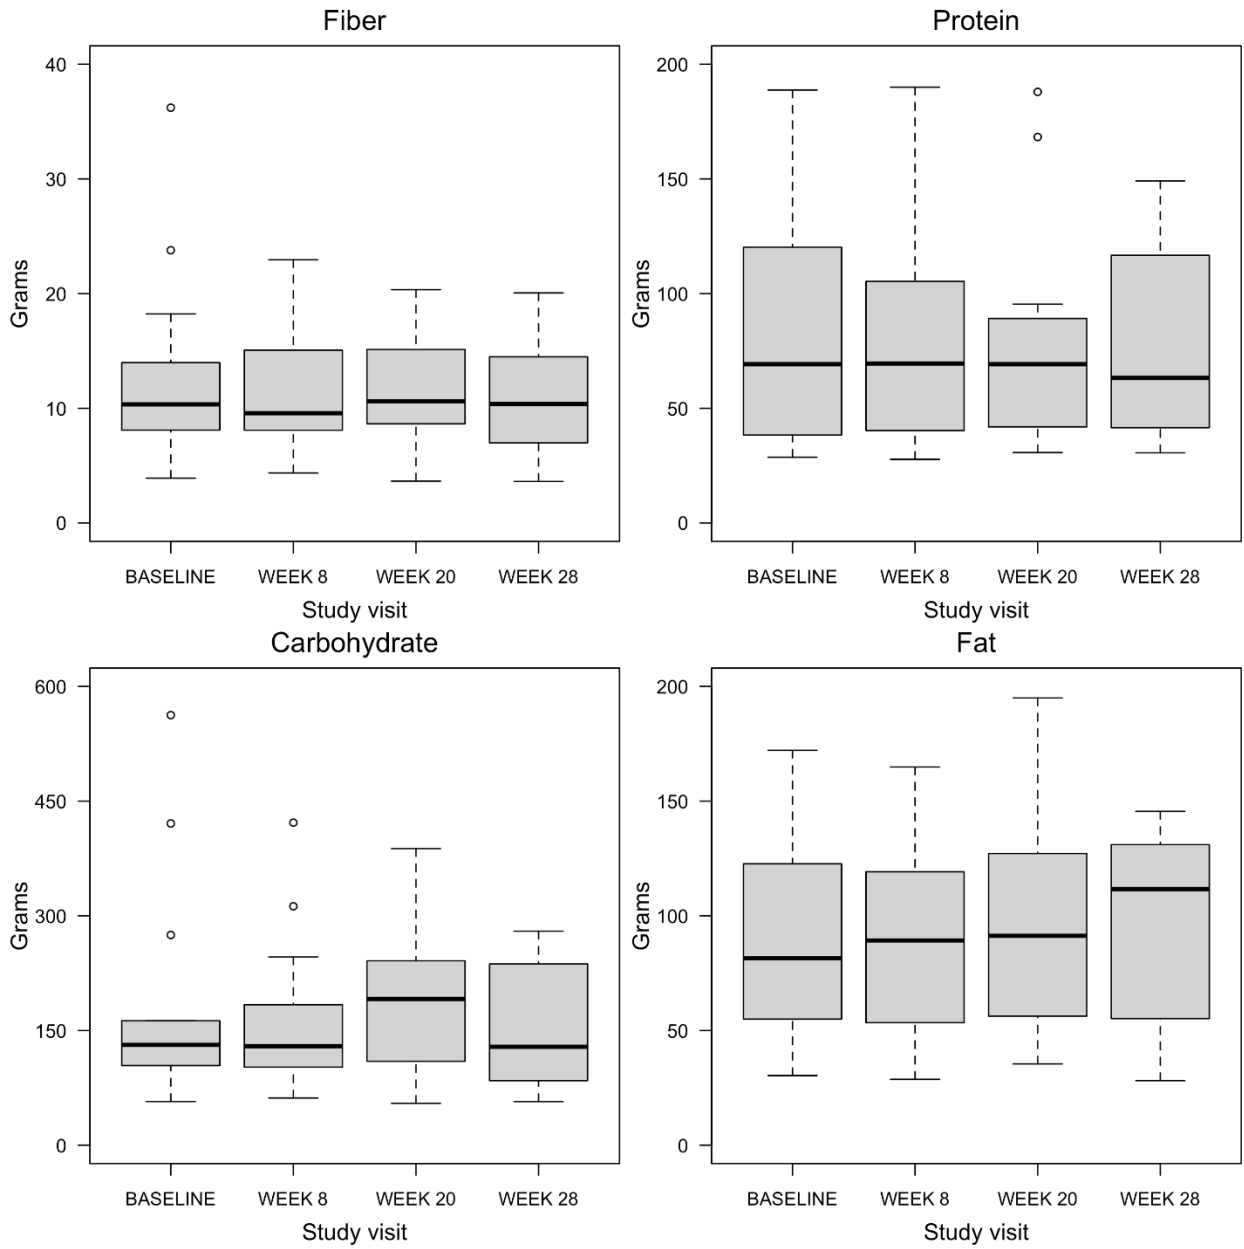 Fiber
Grams
40
30
20
10
0
BASELINE WEEK 8 WEEK 20 WEEK 28
Study visit
Protein
Grams
200
150
100
50
0
BASELINE WEEK 8 WEEK 20 WEEK 28
Study visit
Carbohydrate
Grams
600
450
300
150
0
BASELINE WEEK 8 WEEK 20 WEEK 28
Study visit
Fat
Grams
200
150
100
50
0
BASELINE WEEK 8 WEEK 20 WEEK 28
Study visit